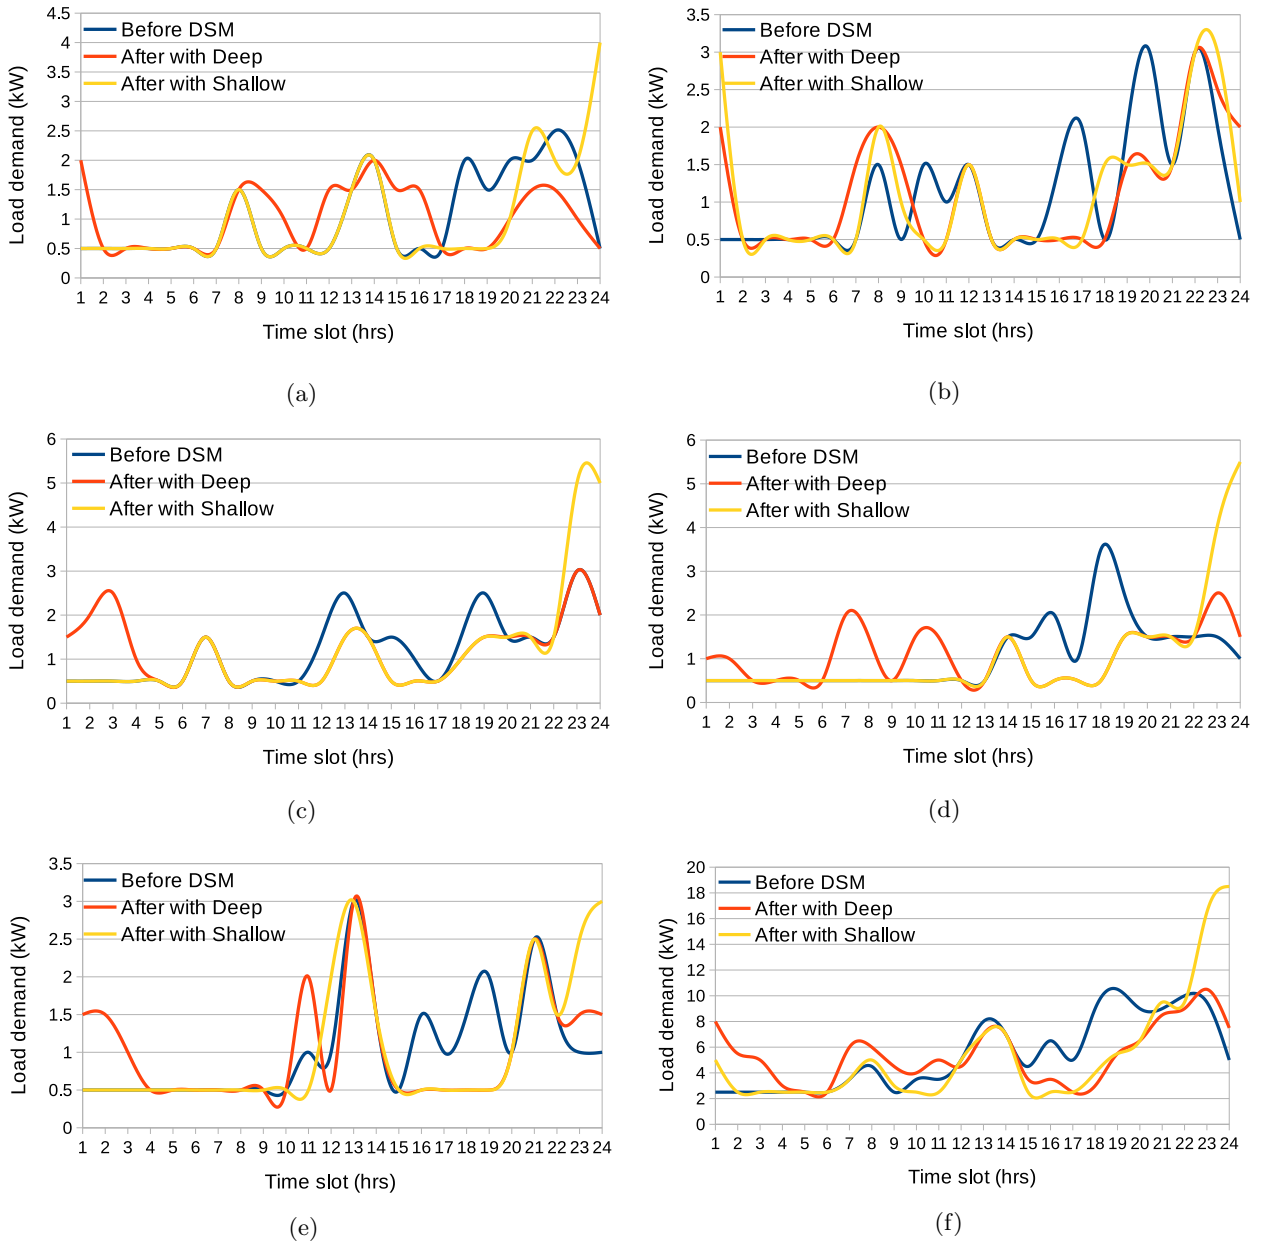 Before DSM
After with Deep
After with Shallow
Load demand (kW)
4.5
4
3.5
3
2.5
2
1.5
1
0.5
0
1 2 3 4 5 6 7 8 9 10 11 12 13 14 15 16 17 18 19 20 21 22 23 24
Time slot (hrs)
(a)
Before DSM
After with Deep
After with Shallow
Load demand (kW)
3.5
3
2.5
2
1.5
1
0.5
0
1 2 3 4 5 6 7 8 9 10 11 12 13 14 15 16 17 18 19 20 21 22 23 24
Time slot (hrs)
(b)
Before DSM
After with Deep
After with Shallow
Load demand (kW)
6
5
4
3
2
1
0
1 2 3 4 5 6 7 8 9 10 11 12 13 14 15 16 17 18 19 20 21 22 23 24
Time slot (hrs)
(c)
Before DSM
After with Deep
After with Shallow
Load demand (kW)
6
5
4
3
2
1
0
1 2 3 4 5 6 7 8 9 10 11 12 13 14 15 16 17 18 19 20 21 22 23 24
Time slot (hrs)
(d)
Before DSM
After with Deep
After with Shallow
Load demand (kW)
3.5
3
2.5
2
1.5
1
0.5
0
1 2 3 4 5 6 7 8 9 10 11 12 13 14 15 16 17 18 19 20 21 22 23 24
Time slot (hrs)
(e)
Before DSM
After with Deep
After with Shallow
Load demand (kW)
20
18
16
14
12
10
8
6
4
2
0
1 2 3 4 5 6 7 8 9 10 11 12 13 14 15 16 17 18 19 20 21 22 23 24
Time slot (hrs)
(f)